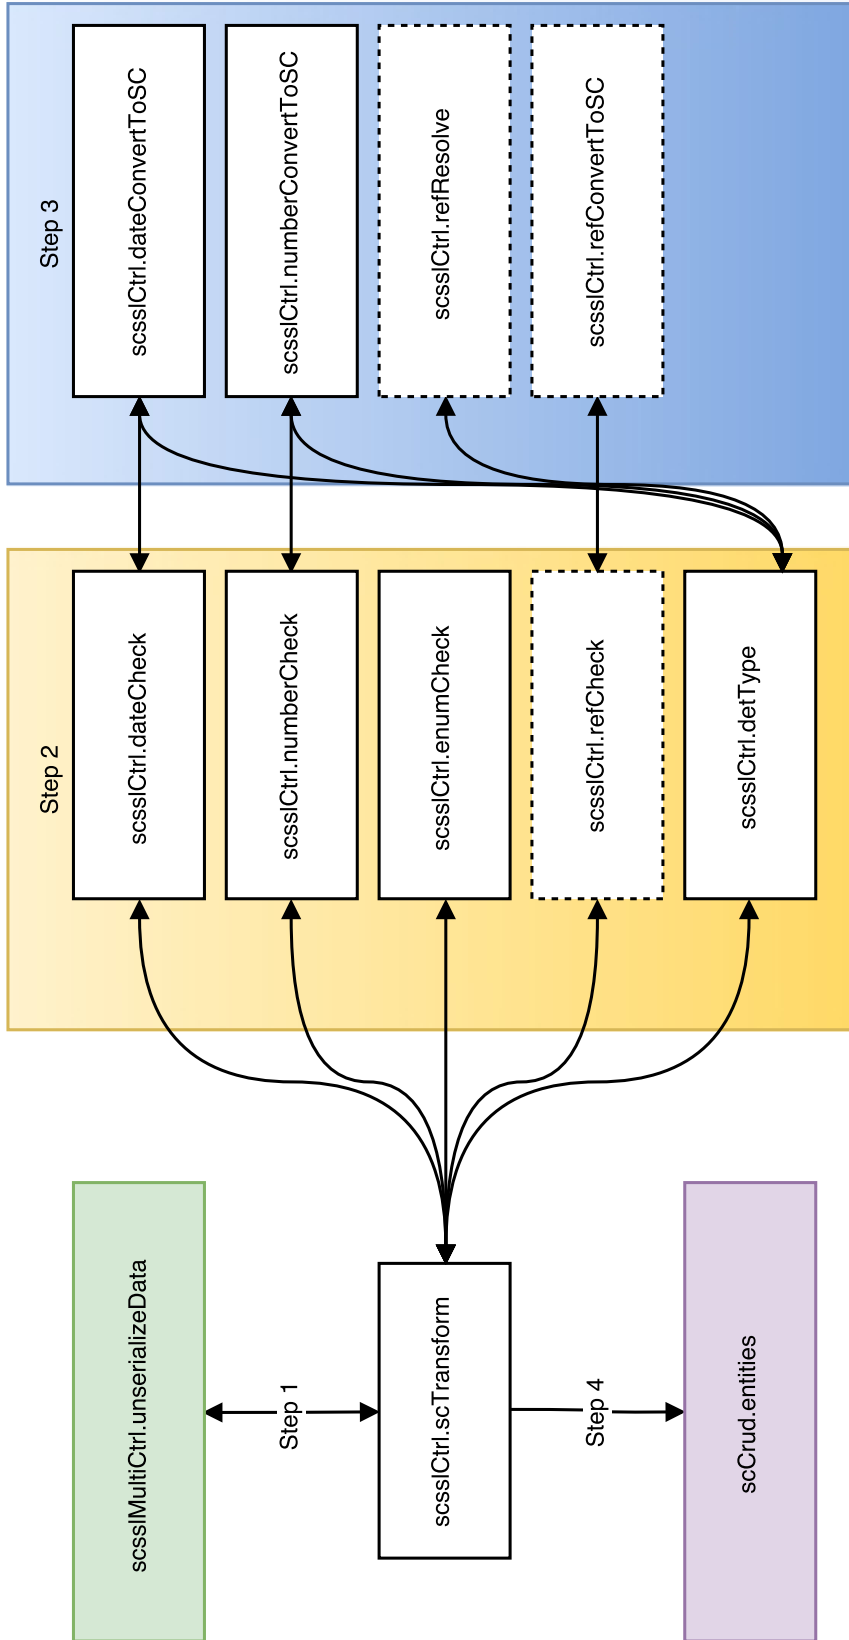 scsslMultiCtrl.unserializeData
Step 1
scsslCtrl.scTransform
Step 4
scCrud.entities
Step 2
scsslCtrl.dateCheck
scsslCtrl.numberCheck
scsslCtrl.enumCheck
scsslCtrl.refCheck
scsslCtrl.detType
Step 3
scsslCtrl.dateConvertToSC
scsslCtrl.numberConvertToSC
scsslCtrl.refResolve
scsslCtrl.refConvertToSC